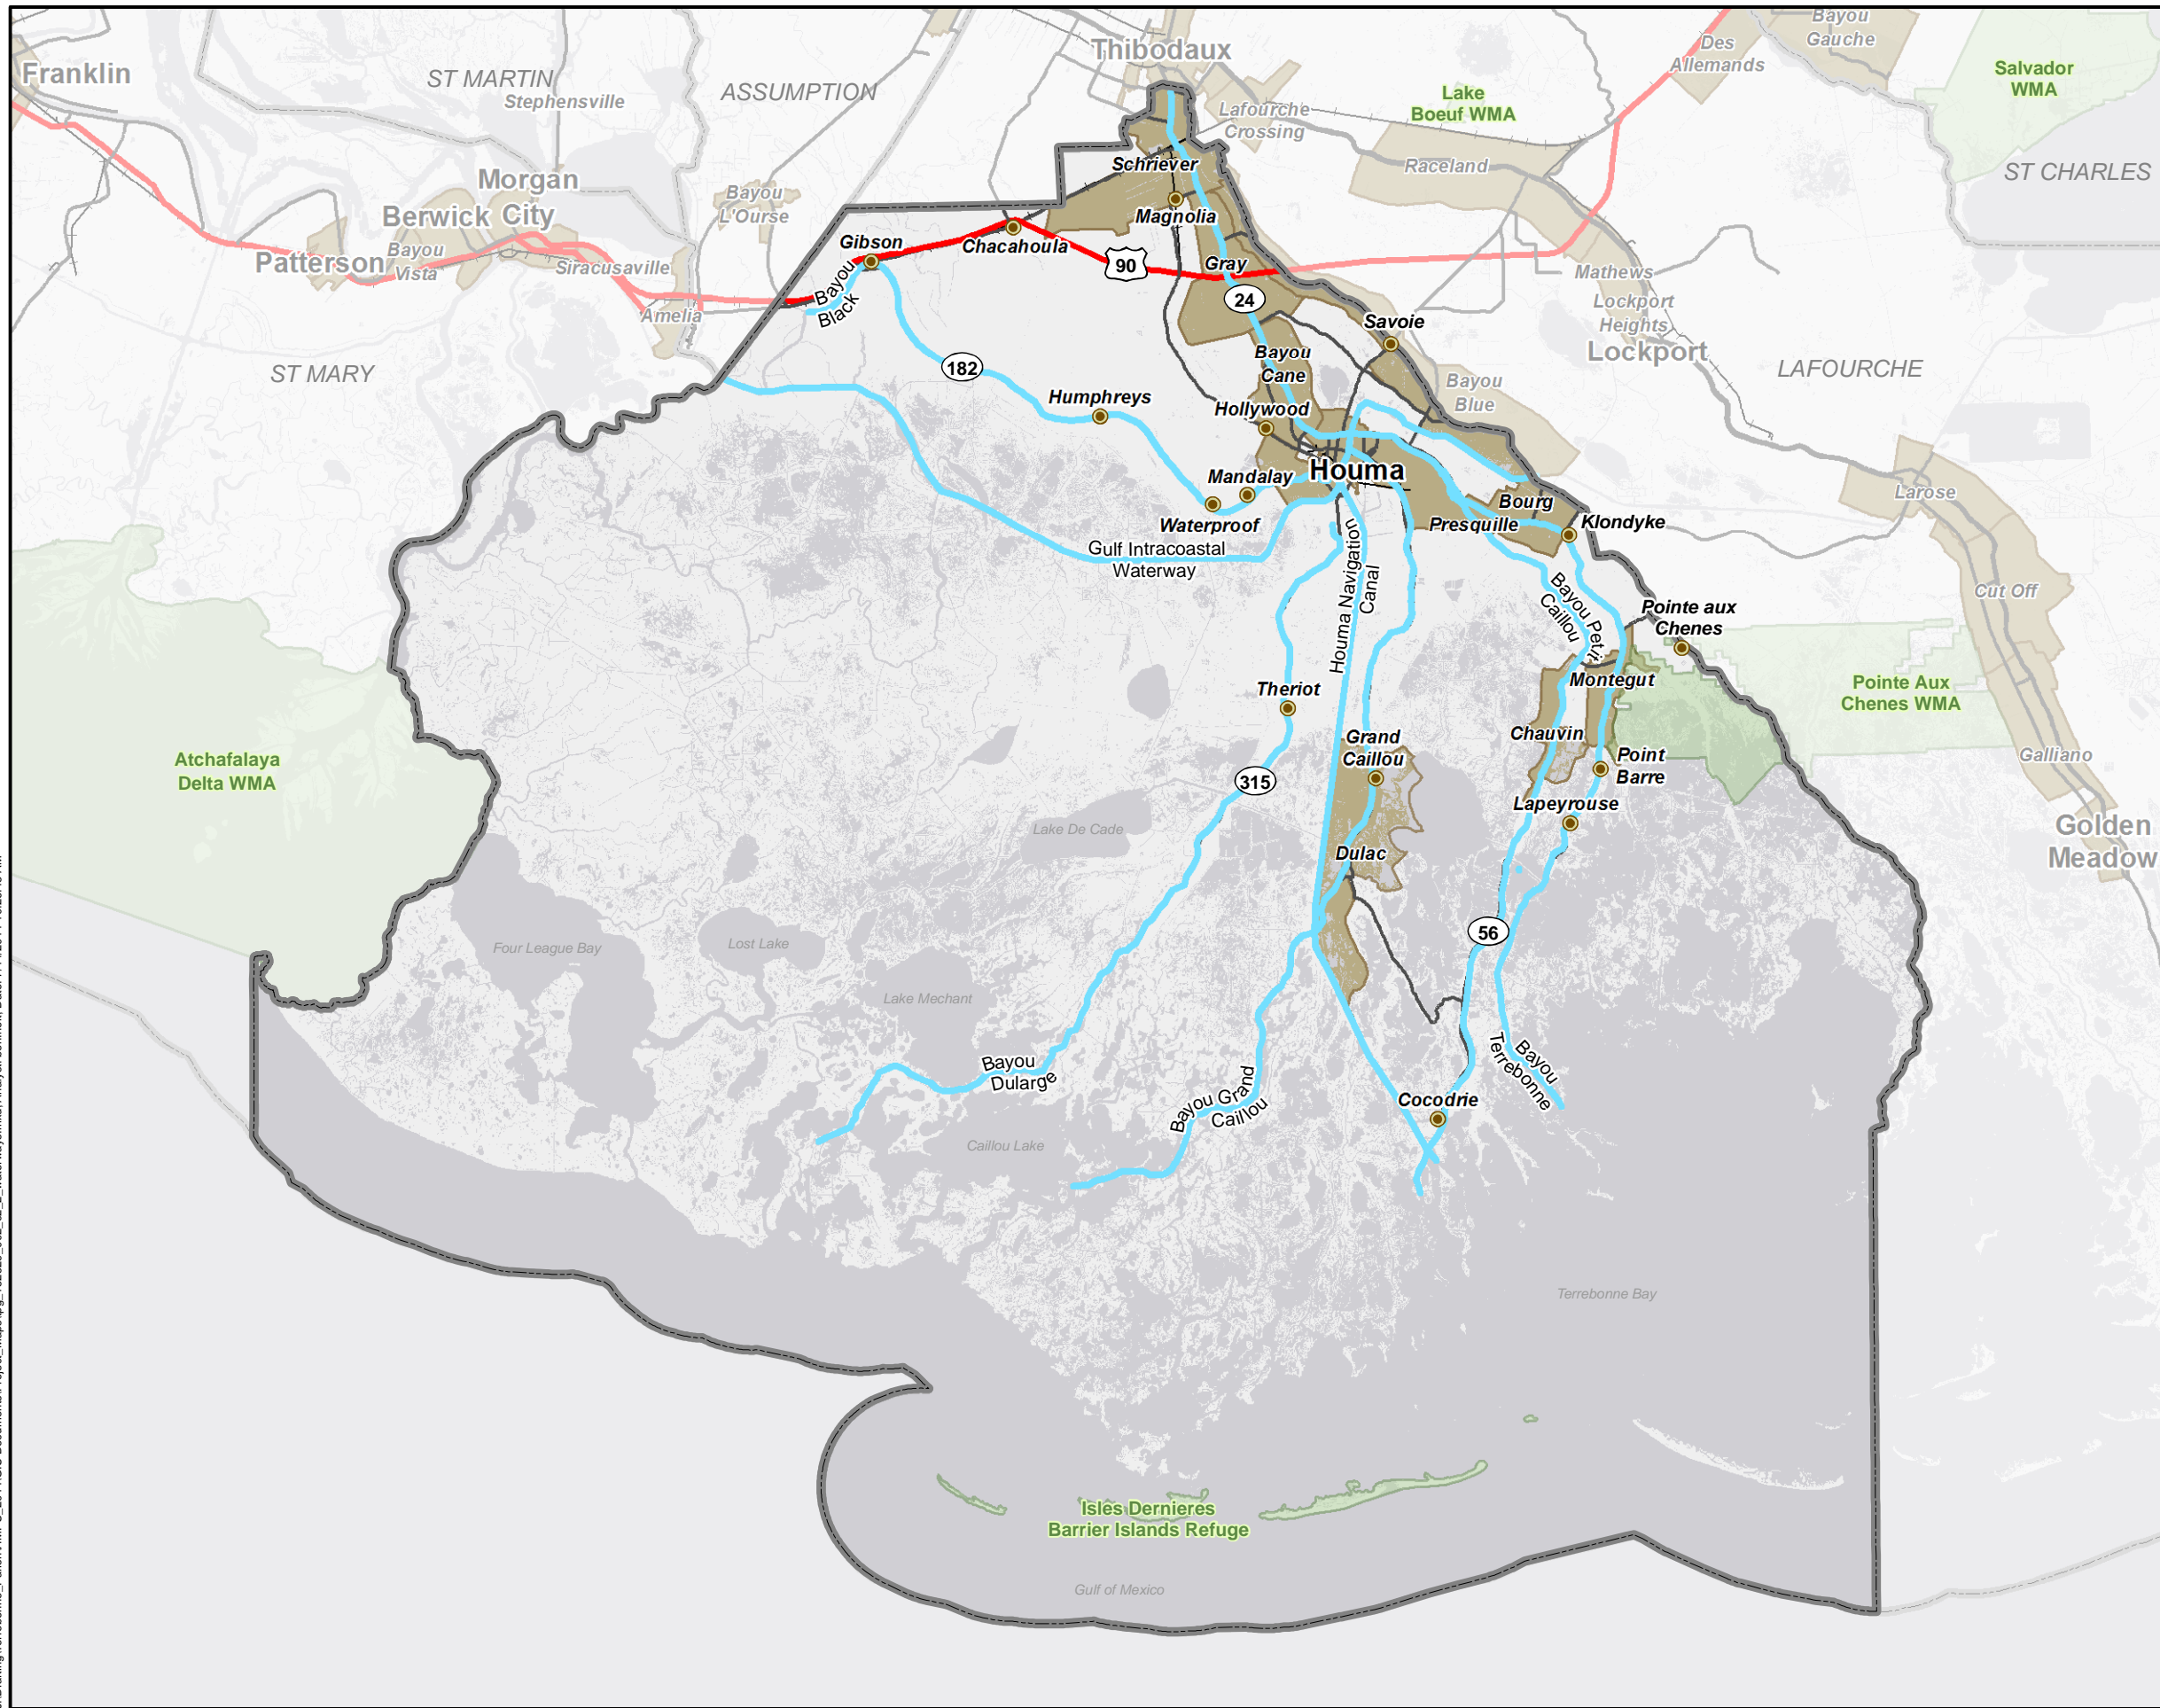 Bayou
Gauche
Des
Allemands
Thibodaux
Franklin
ST MARTIN
Stephensville
ASSUMPTION
Salvador
WMA
Lake
Boeuf WMA
Lafourche
Crossing
Schriever
Raceland
ST CHARLES
Morgan
City
Berwick
Bayou
L'Ourse
Magnolia
Gibson
Chacahoula
Patterson
Bayou
Vista
Siracusaville
90
Gray
Mathews
Bayou
Black
24
Lockport
Heights
Amelia
Savoie
Lockport
ST MARY
182
Bayou
Cane
LAFOURCHE
Bayou
Blue
Humphreys
Hollywood
Houma
Mandalay
Waterproof
Bourg
Presquille
Klondyke
Larose
Gulf Intracoastal
Waterway
Houma Navigation
Canal
Bayou Petit
Caillou
Cut Off
Pointe aux
Chenes
Theriot
Montegut
Pointe Aux
Chenes WMA
Chauvin
Grand
Caillou
Point
Barre
Galliano
Atchafalaya
Delta WMA
315
Lapeyrouse
Lake De Cade
Golden
Meadow
Dulac
Four League Bay
Lost Lake
56
Lake Mechant
Bayou
Dularge
Bayou
Terrebonne
Bayou Grand
Caillou
Cocodrie
Caillou Lake
Terrebonne Bay
Isles Dernieres
Barrier Islands Refuge
Gulf of Mexico